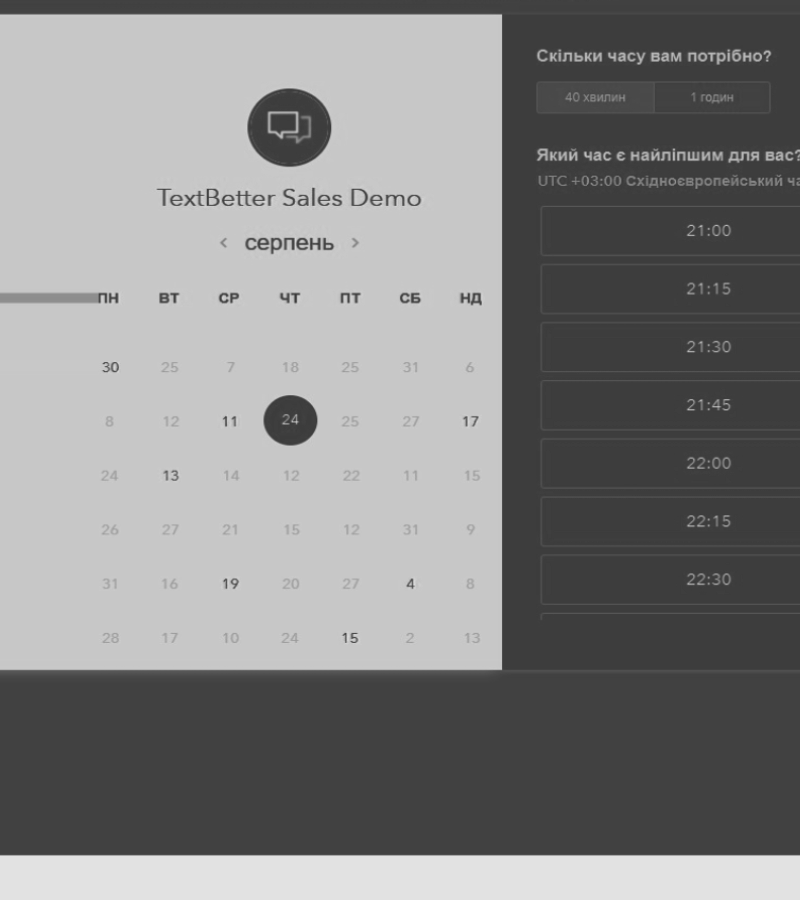 TextBetter Sales Demo
< серпень >
ПН ВТ СР ЧТ ПТ СБ НД
30 25 7 18 25 31 6
8 12 11 24 25 27 17
24 13 14 12 22 11 15
26 27 21 15 12 31 9
31 16 19 20 27 4 8
28 17 10 24 15 2 13
Скільки часу вам потрібно?
40 хвилин 1 годин
Який час є найліпшим для вас?
UTC +03:00 Східноєвропейський ча
21:00
21:15
21:30
21:45
22:00
22:15
22:30